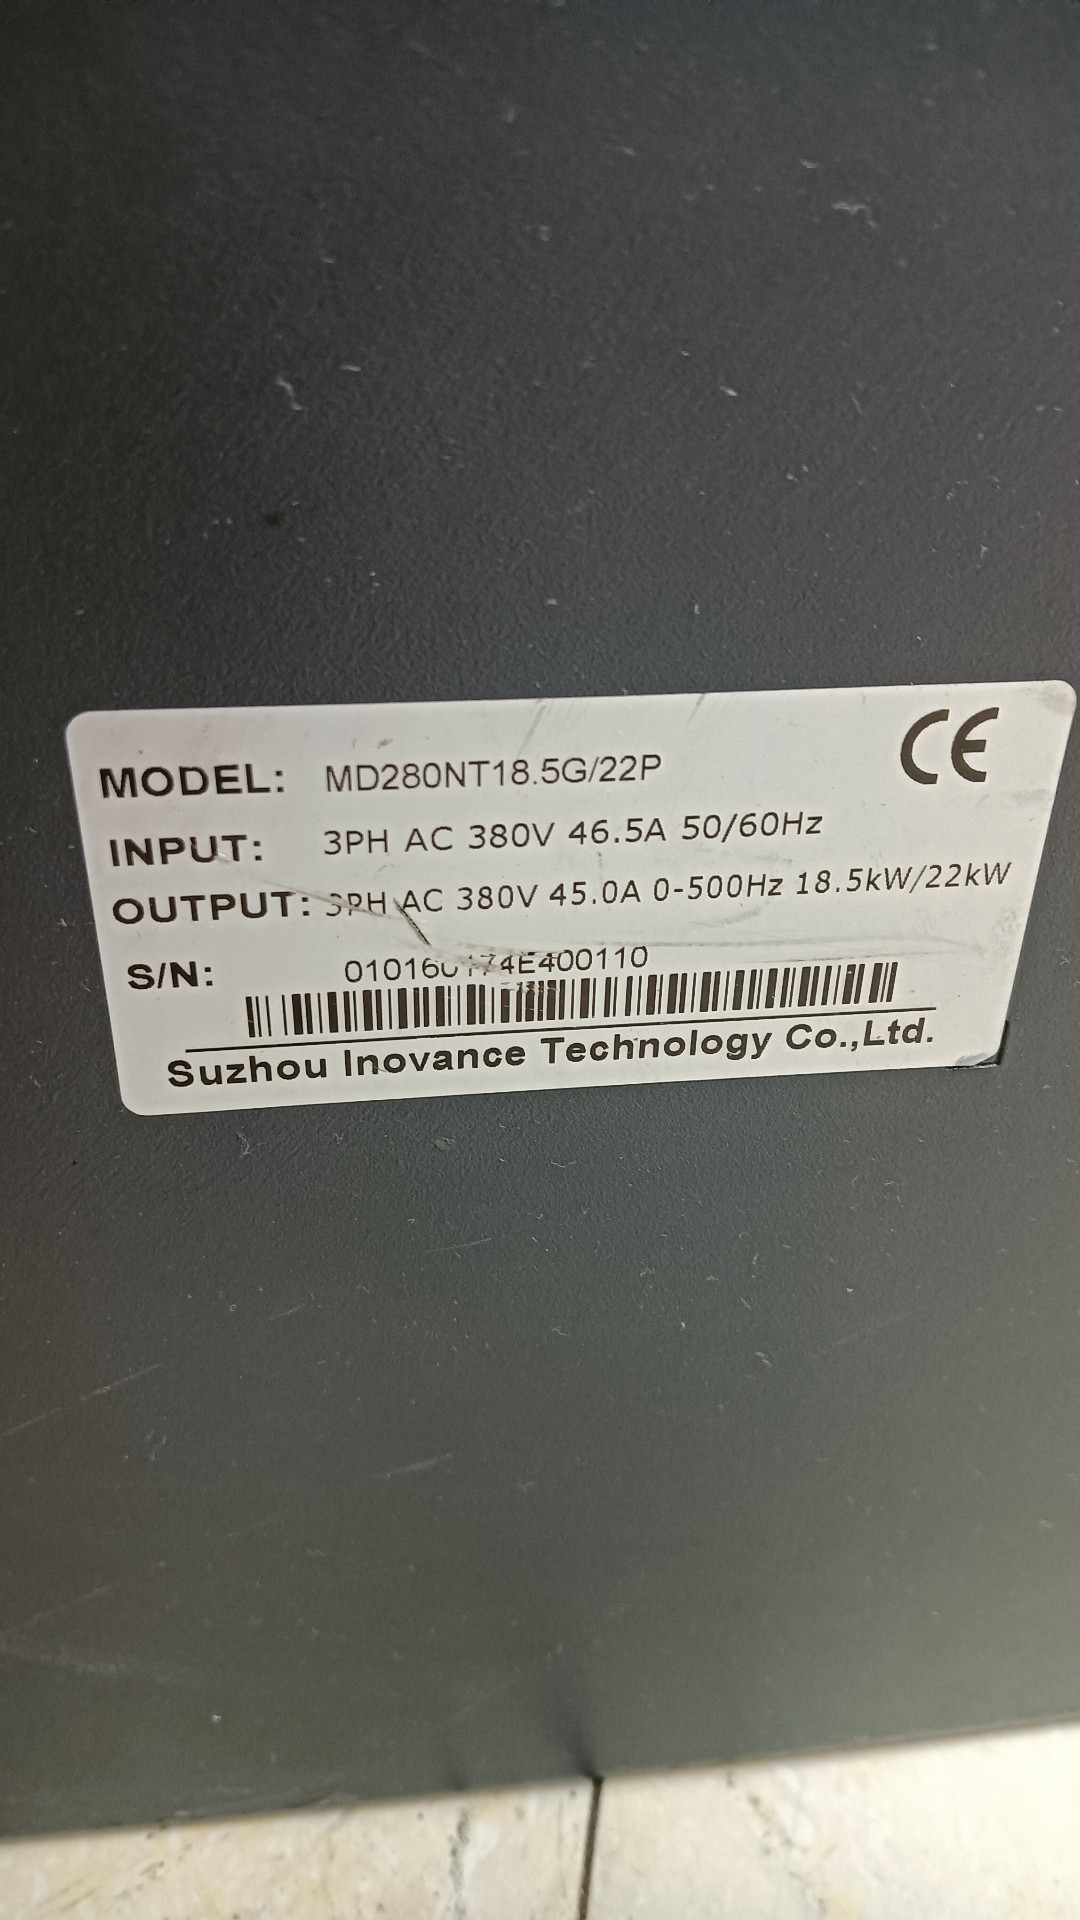 CE
MODEL: MD280NT18.5G/22P
INPUT: 3PH AC 380V 46.5A 50/60Hz
OUTPUT: 3PH AC 380V 45.0A 0-500Hz 18.5kW/22kW
S/N:
Suzhou Inovance Technology Co.,Ltd.